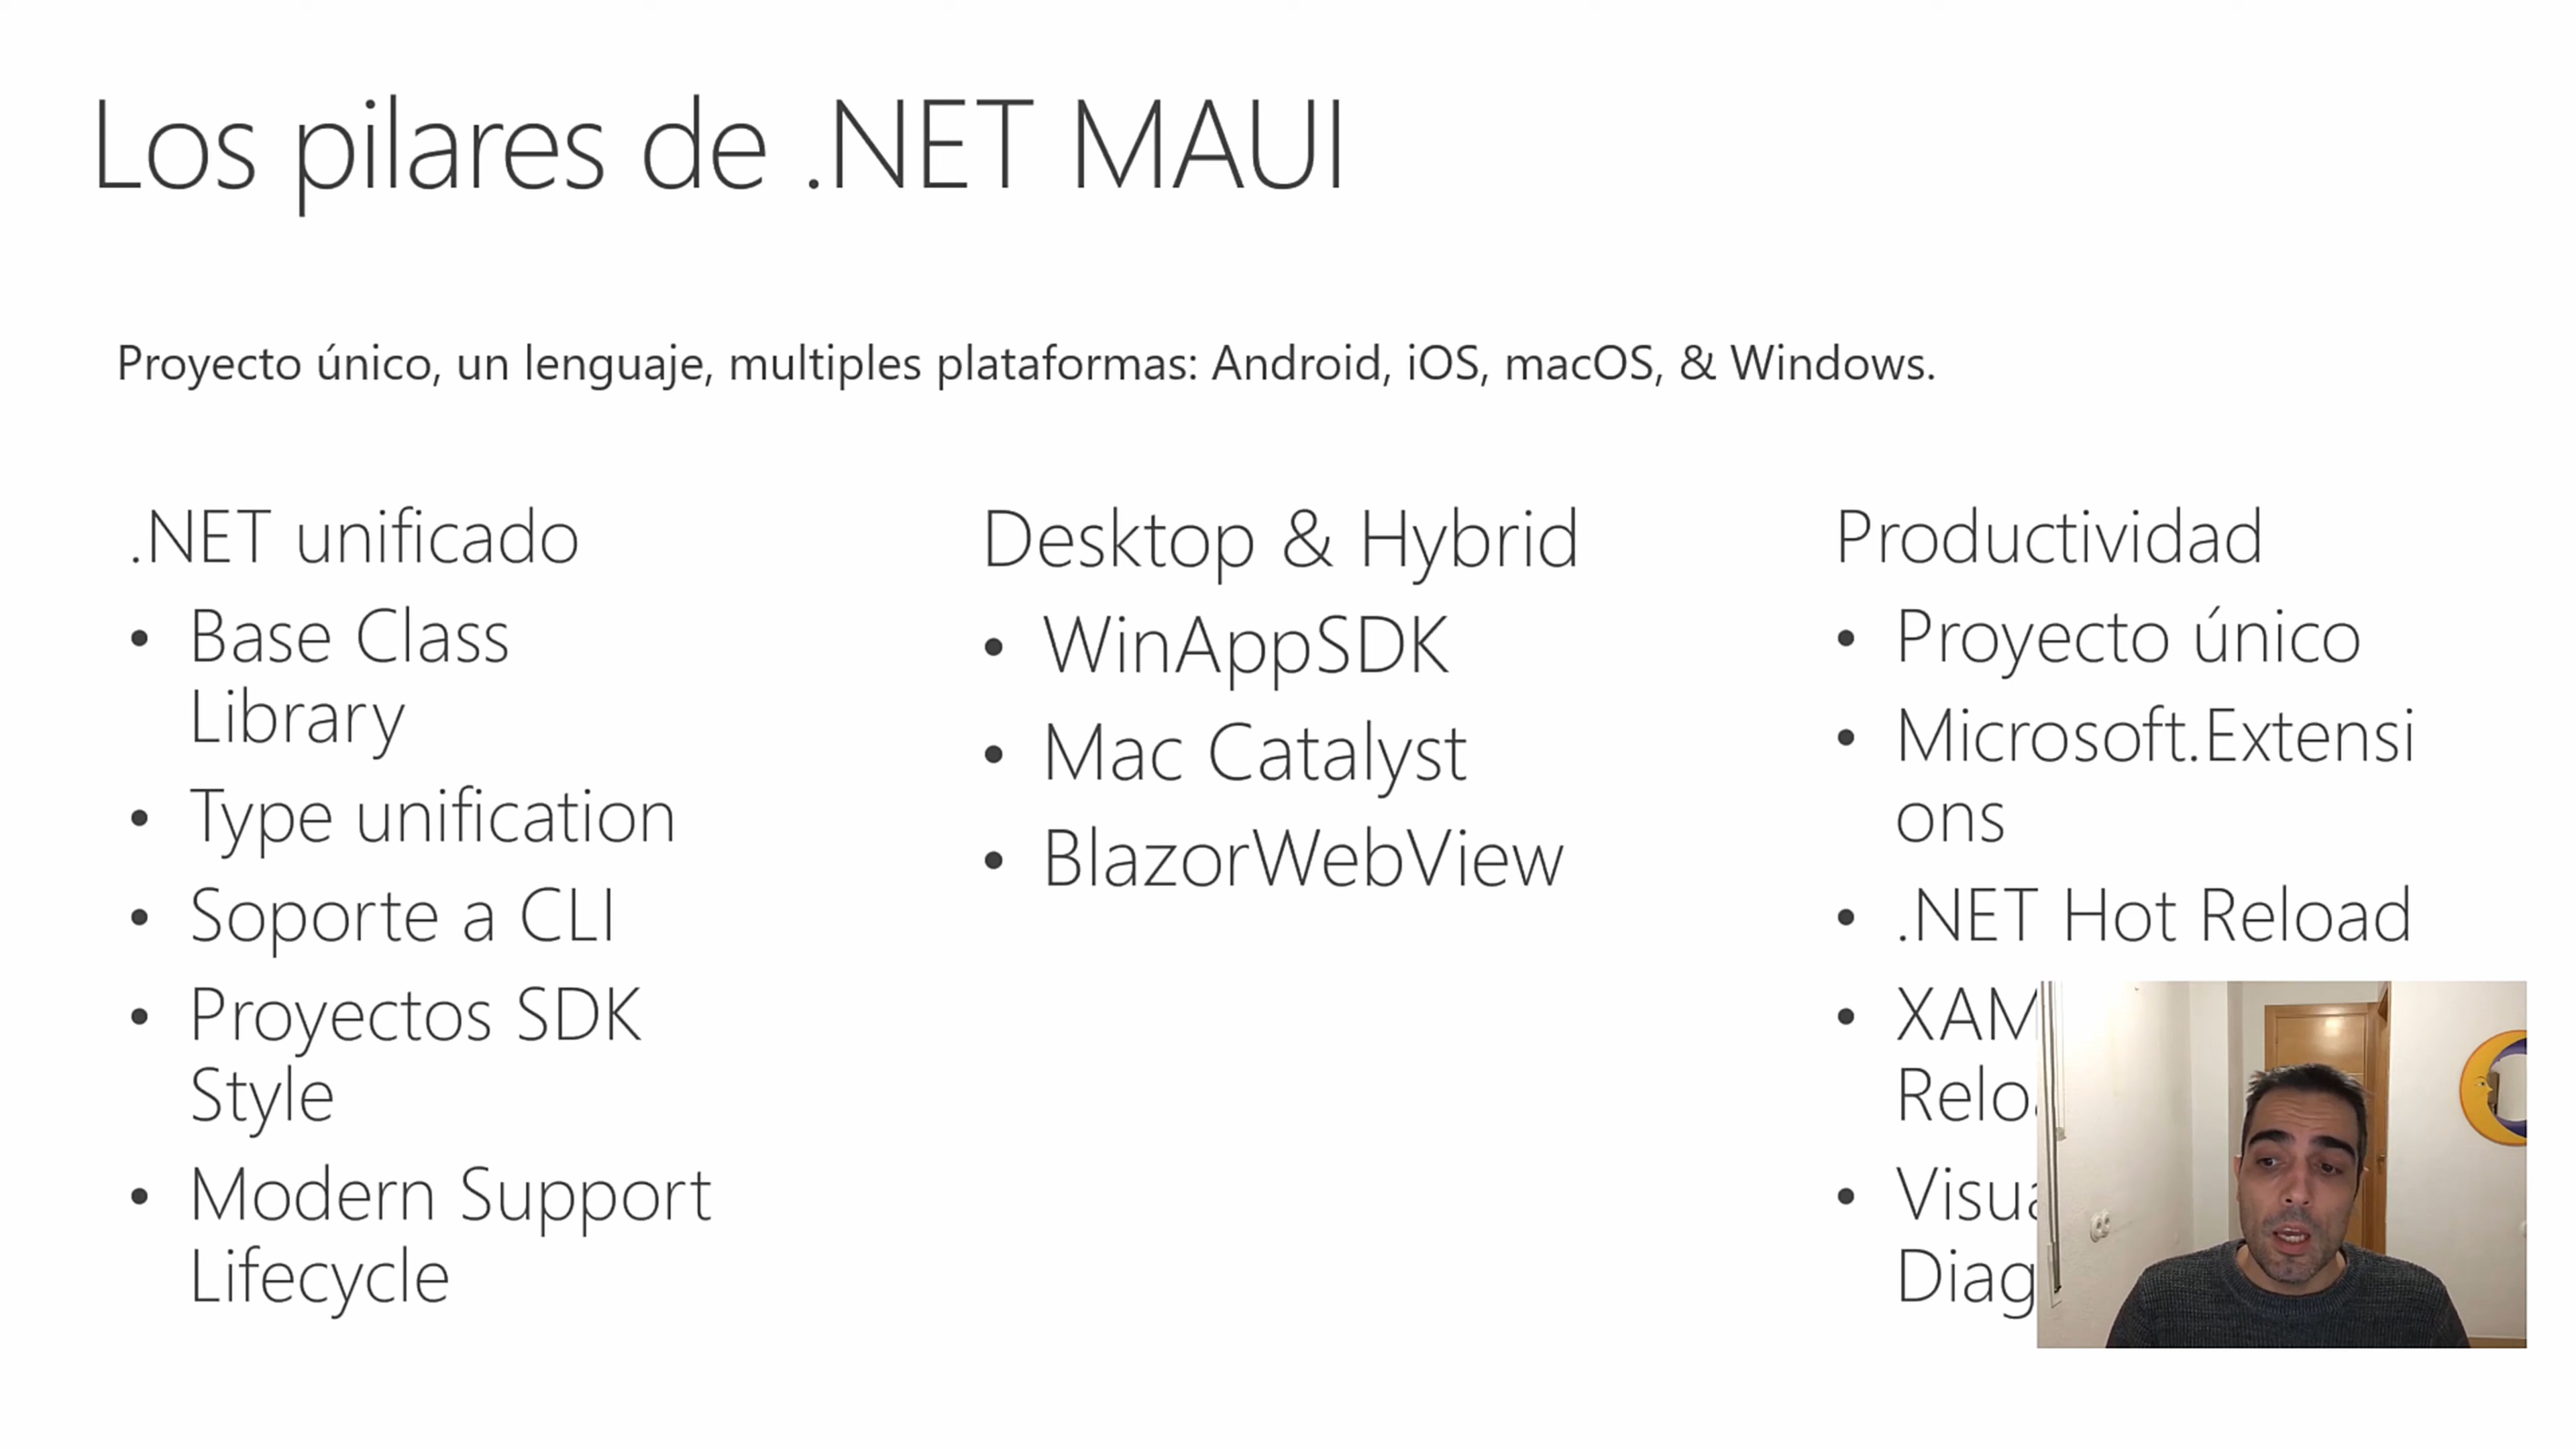 Los pilares de .NET MAUI
Proyecto único, un lenguaje, multiples plataformas: Android, iOS, macOS, & Windows.
.NET unificado
• Base Class
Library
• Type unification
• Soporte a CLI
• Proyectos SDK
Style
• Modern Support
Lifecycle
Desktop & Hybrid
• WinAppSDK
• Mac Catalyst
• BlazorWebView
Productividad
• Proyecto único
• Microsoft.Extensi
ons
• .NET Hot Reload